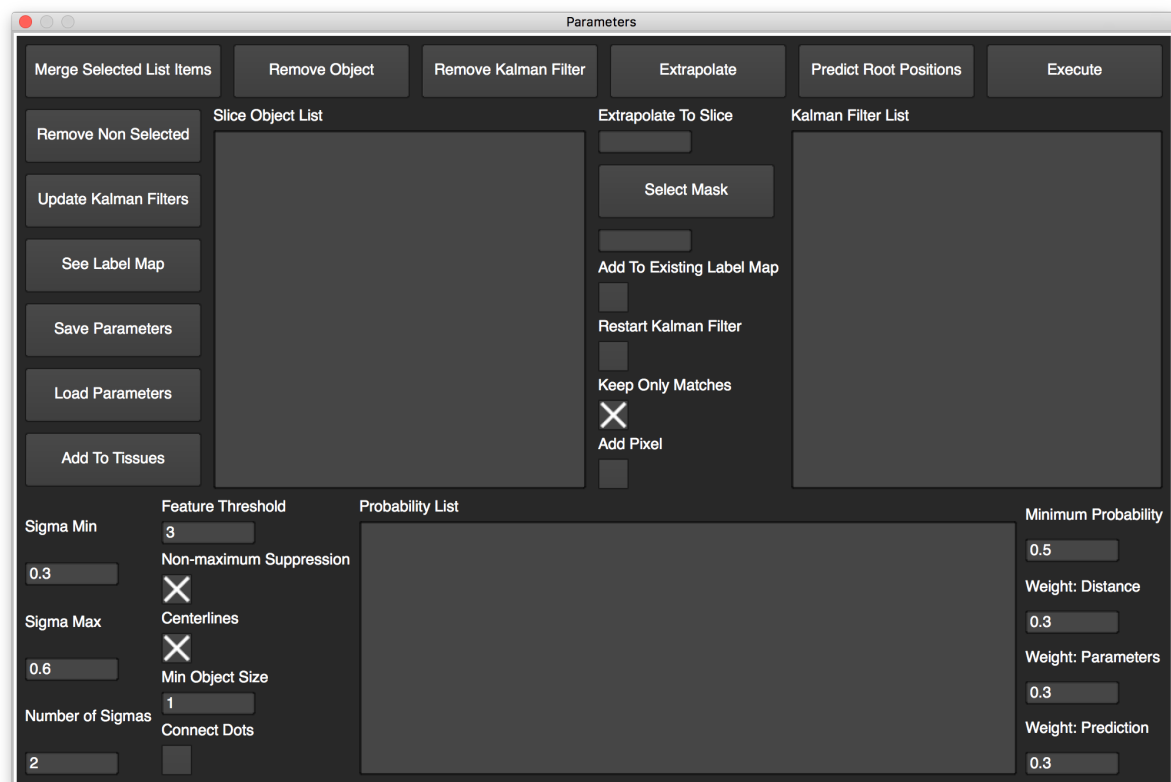 Parameters
Merge Selected List Items
Remove Object
Remove Kalman Filter
Extrapolate
Predict Root Positions
Execute
Remove Non Selected
Update Kalman Filters
See Label Map
Save Parameters
Load Parameters
Add To Tissues
Slice Object List
Extrapolate To Slice
Select Mask
Add To Existing Label Map
Restart Kalman Filter
Keep Only Matches
Add Pixel
Kalman Filter List
Sigma Min
0.3
Sigma Max
0.6
Number of Sigmas
2
Feature Threshold
3
Non-maximum Suppression
Centerlines
Min Object Size
1
Connect Dots
Probability List
Minimum Probability
0.5
Weight: Distance
0.3
Weight: Parameters
0.3
Weight: Prediction
0.3